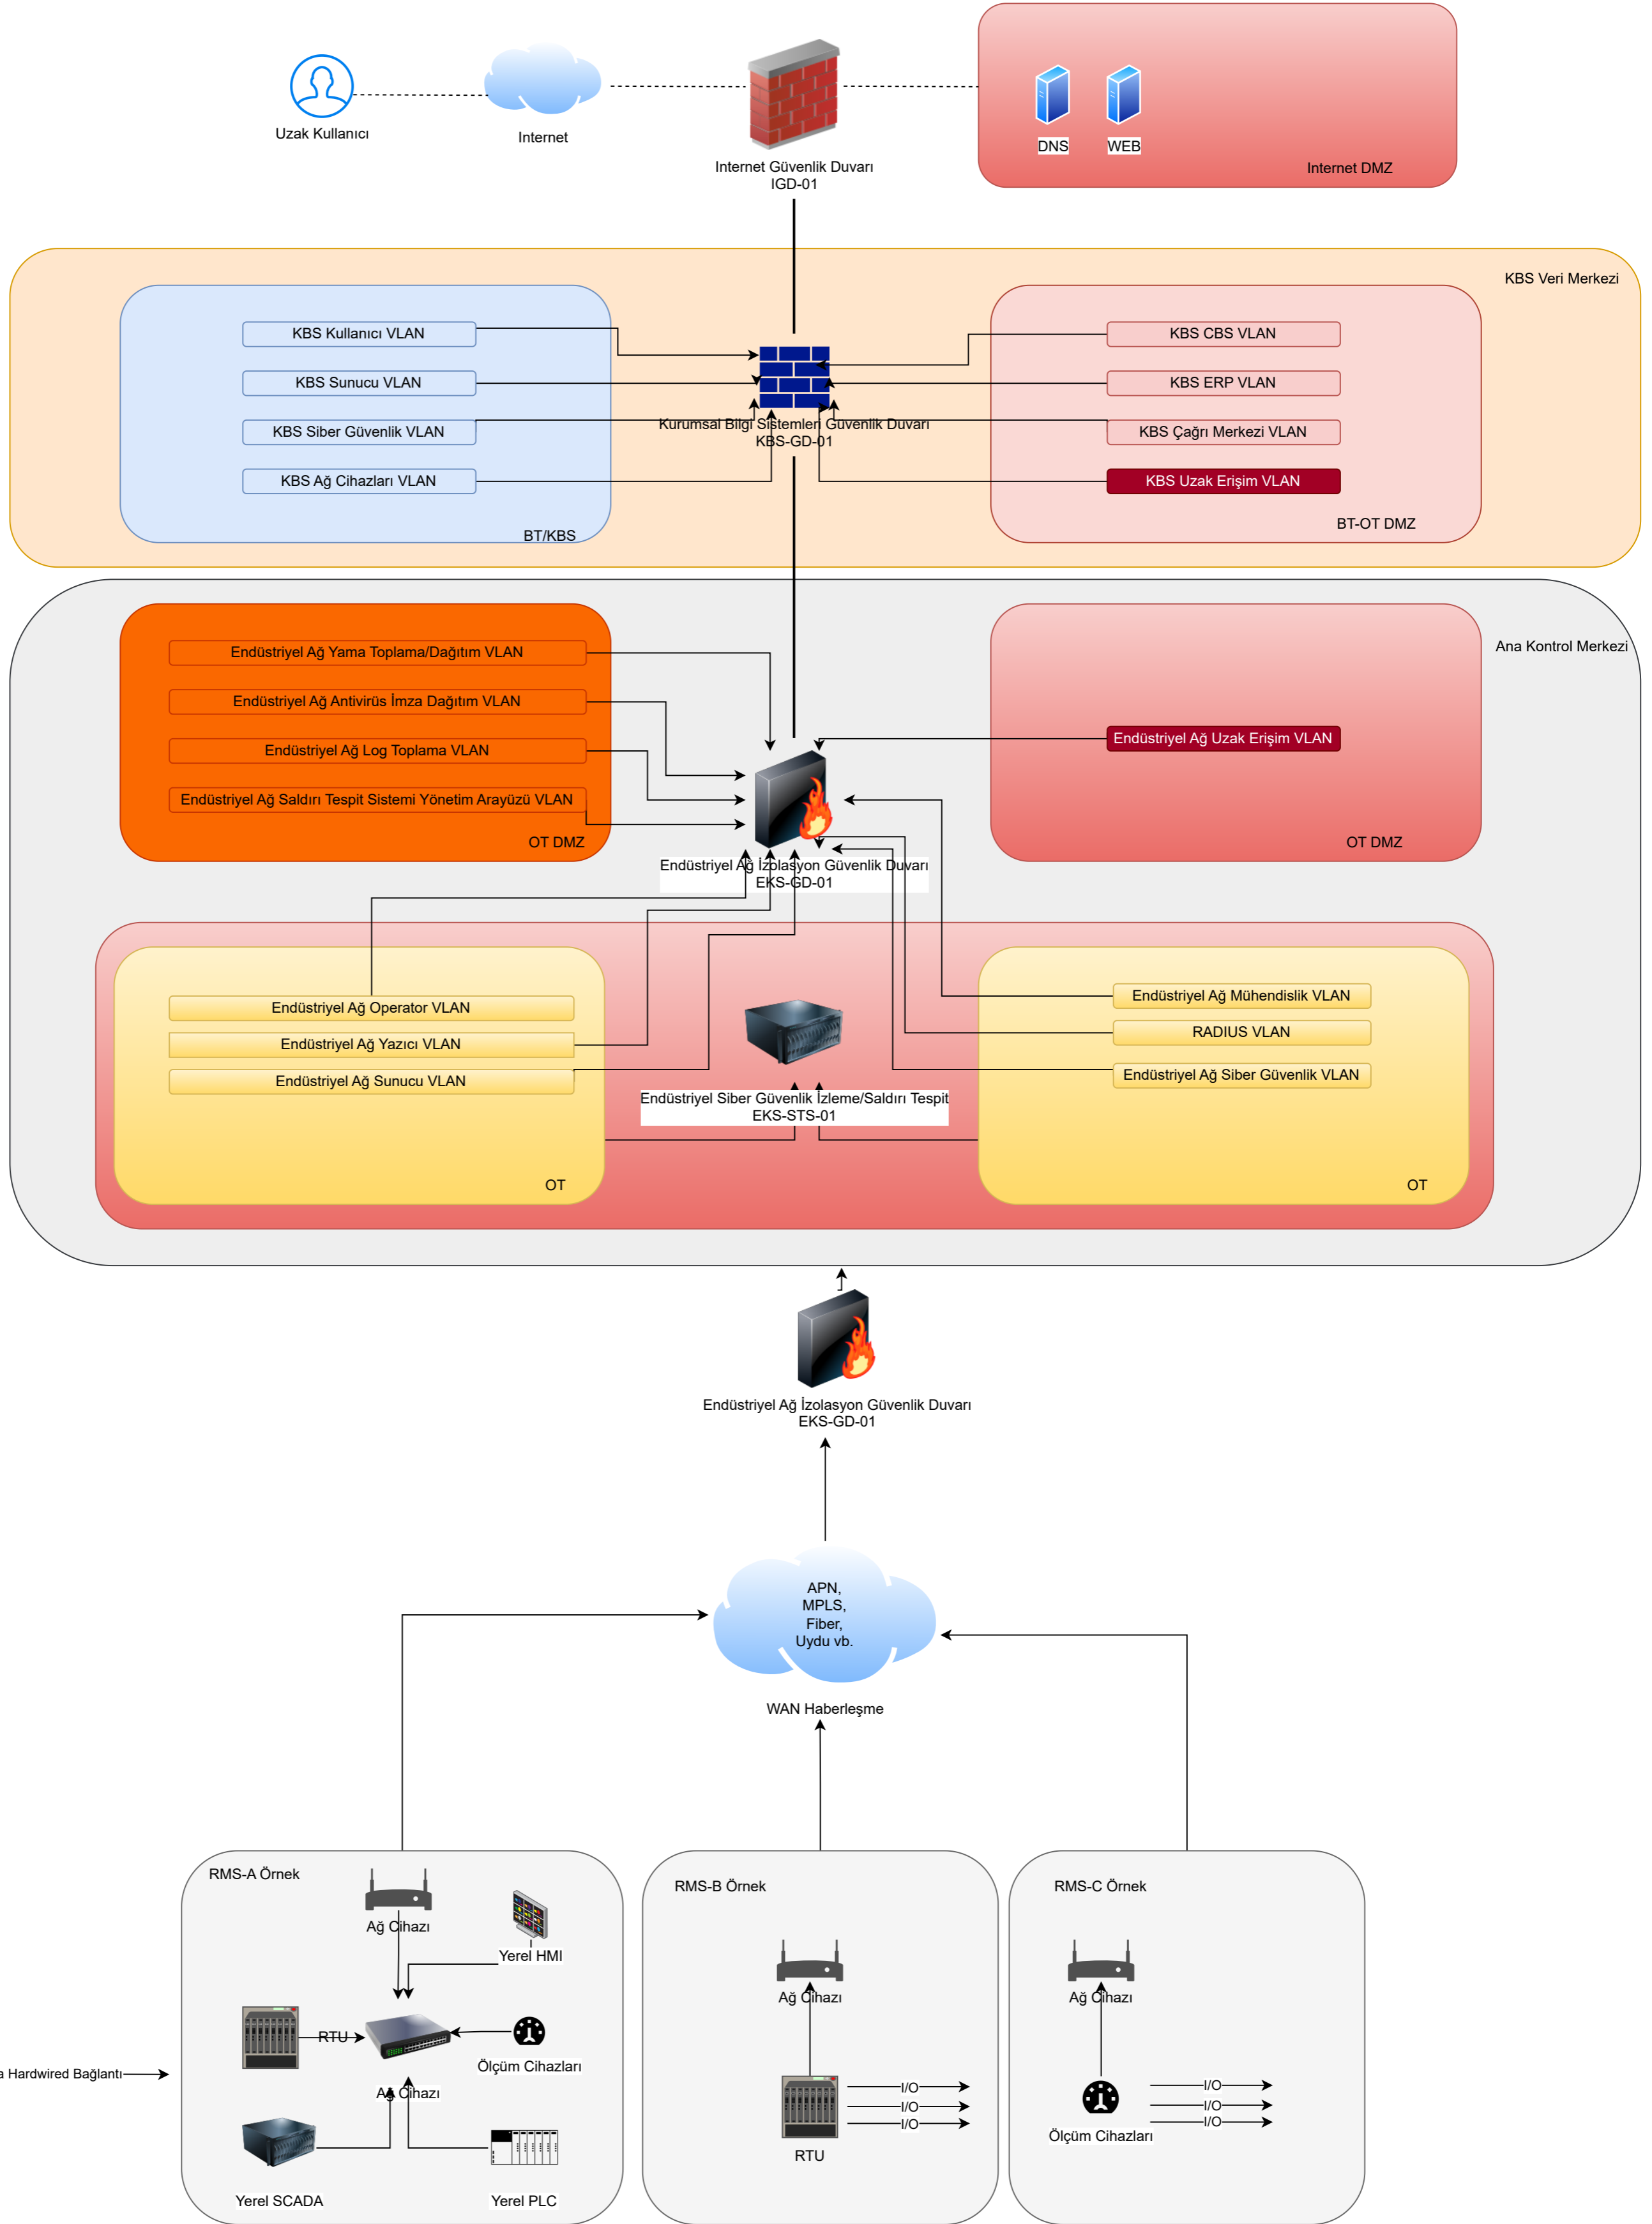 Uzak Kullanıcı
Internet
Internet Güvenlik Duvarı
IGD-01
DNS
WEB
Internet DMZ
KBS Veri Merkezi
KBS Kullanıcı VLAN
KBS Sunucu VLAN
KBS Siber Güvenlik VLAN
KBS Ağ Cihazları VLAN
BT/KBS
Kurumsal Bilgi Sistemleri Güvenlik Duvarı
KBS-GD-01
KBS CBS VLAN
KBS ERP VLAN
KBS Çağrı Merkezi VLAN
KBS Uzak Erişim VLAN
BT-OT DMZ
Ana Kontrol Merkezi
Endüstriyel Ağ Yama Toplama/Dağıtım VLAN
Endüstriyel Ağ Antivirüs İmza Dağıtım VLAN
Endüstriyel Ağ Log Toplama VLAN
Endüstriyel Ağ Saldırı Tespit Sistemi Yönetim Arayüzü VLAN
OT DMZ
Endüstriyel Ağ Uzak Erişim VLAN
OT DMZ
Endüstriyel Ağ İzolasyon Güvenlik Duvarı
EKS-GD-01
Endüstriyel Ağ Operator VLAN
Endüstriyel Ağ Yazıcı VLAN
Endüstriyel Ağ Sunucu VLAN
OT
Endüstriyel Siber Güvenlik İzleme/Saldırı Tespit
EKS-STS-01
Endüstriyel Ağ Mühendislik VLAN
RADIUS VLAN
Endüstriyel Ağ Siber Güvenlik VLAN
OT
Endüstriyel Ağ İzolasyon Güvenlik Duvarı
EKS-GD-01
APN,
MPLS,
Fiber,
Uydu vb.
WAN Haberleşme
RMS-A Örnek
Ağ Cihazı
Yerel HMI
RTU
Ölçüm Cihazları
Ağ Cihazı
a Hardwired Bağlantı
Yerel SCADA
Yerel PLC
RMS-B Örnek
Ağ Cihazı
I/O
I/O
I/O
RTU
RMS-C Örnek
Ağ Cihazı
I/O
I/O
I/O
Ölçüm Cihazları